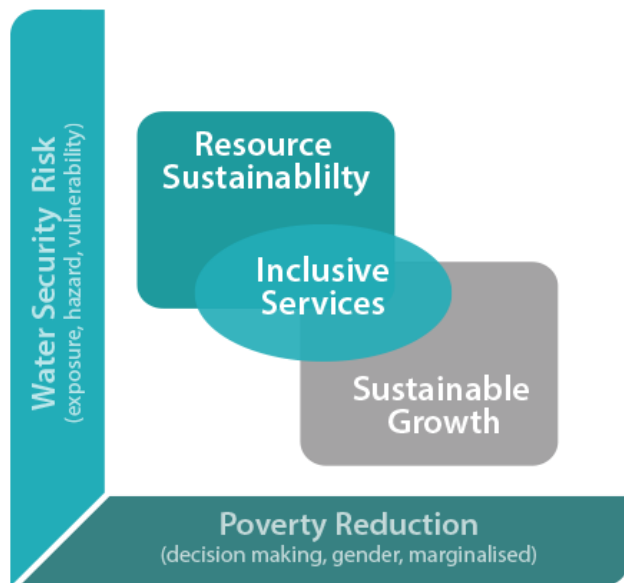 Water Security Risk
(exposure, hazard, vulnerability)
Resource
Sustainablilty
Inclusive
Services
Sustainable
Growth
Poverty Reduction
(decision making, gender, marginalised)